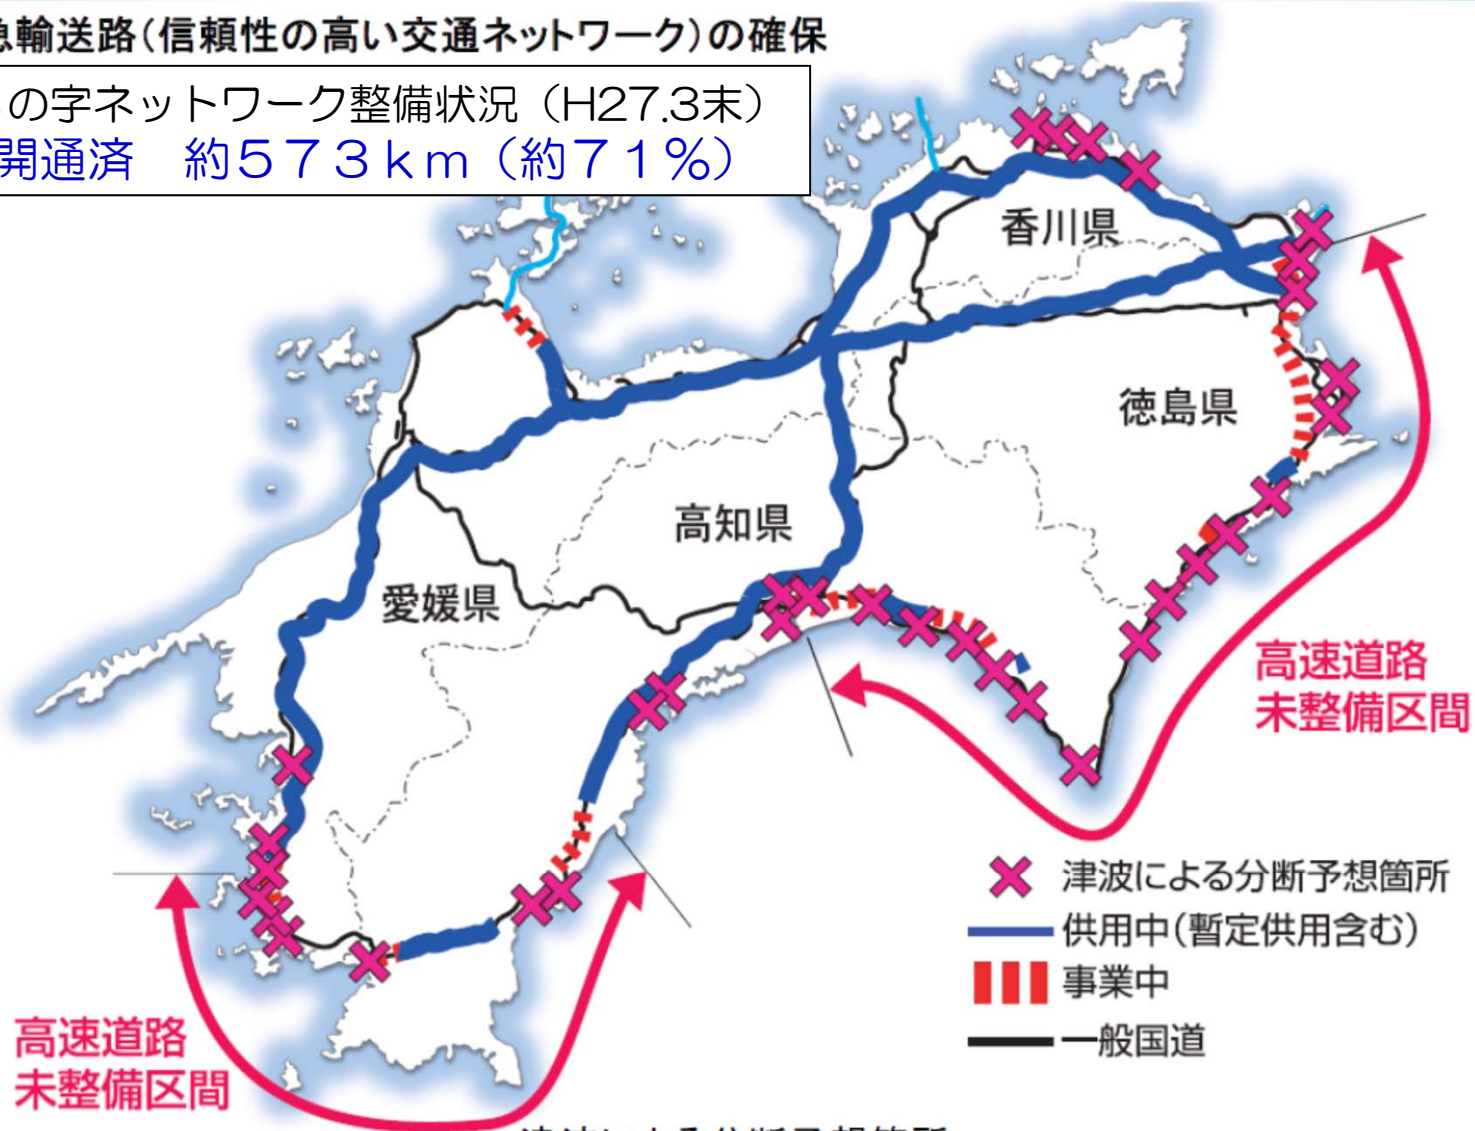 輸送路(信頼性の高い交通ネットワーク)の確保
の字ネットワーク整備状況(H27.3末)
開通済 約573km(約71%)
香川県
徳島県
高知県
愛媛県
高速道路
未整備区間
津波による分断予想箇所
供用中(暫定供用含む)
事業中
一般国道
高速道路
未整備区間